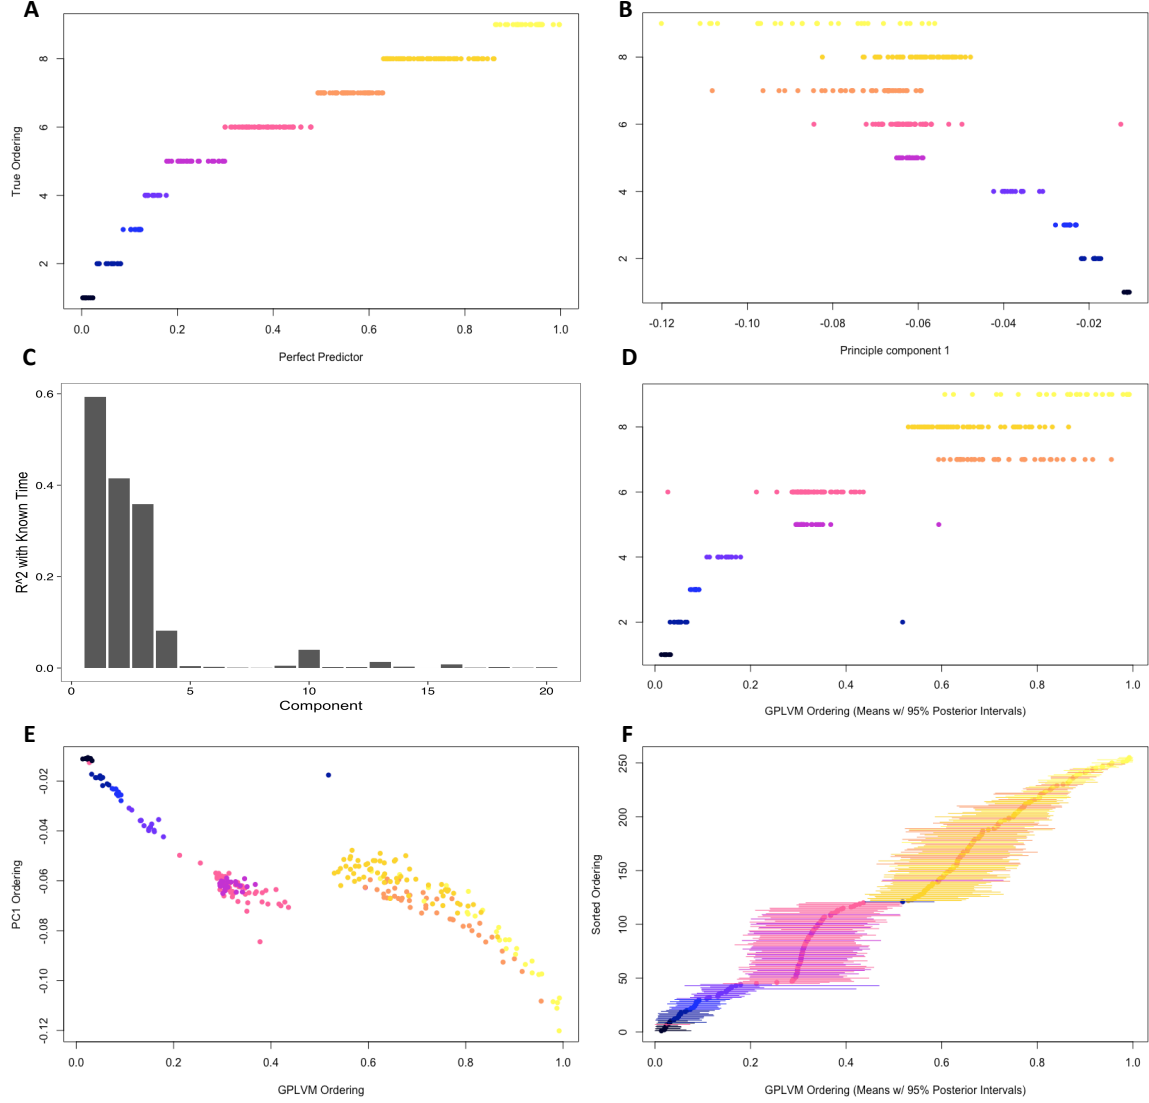 A
True Ordering
8
6
4
2
0.0 0.2 0.4 0.6 0.8 1.0
Perfect Predictor
B
8
6
4
2
-0.12 -0.10 -0.08 -0.06 -0.04 -0.02
Principle component 1
C
R^2 with Known Time
0.6
0.4
0.2
0.0
0 5 10 15 20
Component
D
8
6
4
2
0.0 0.2 0.4 0.6 0.8 1.0
GPLVM Ordering (Means w/ 95% Posterior Intervals)
E
PC1 Ordering
-0.02
-0.04
-0.06
-0.08
-0.10
-0.12
0.0 0.2 0.4 0.6 0.8 1.0
GPLVM Ordering
F
Sorted Ordering
250
200
150
100
50
0
0.0 0.2 0.4 0.6 0.8 1.0
GPLVM Ordering (Means w/ 95% Posterior Intervals)